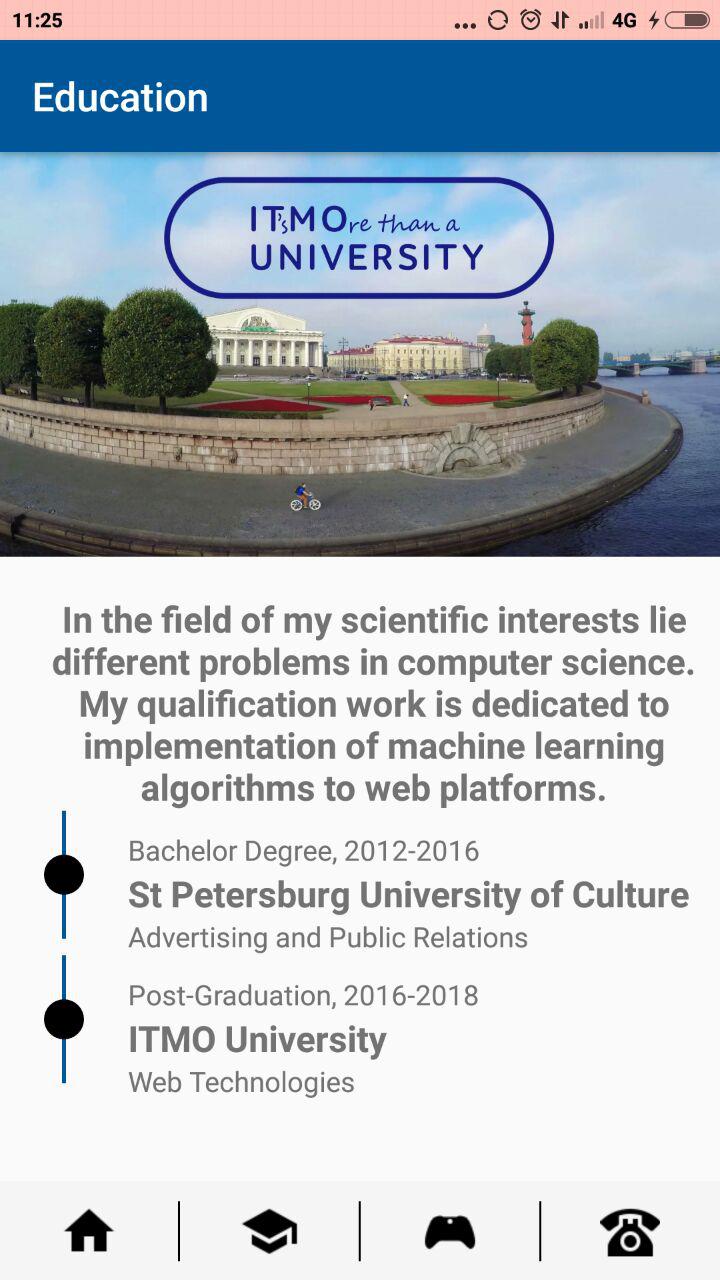 11:25
4G
Education
IT'sMOre than a
UNIVERSITY
In the field of my scientific interests lie
different problems in computer science.
My qualification work is dedicated to
implementation of machine learning
algorithms to web platforms.
Bachelor Degree, 2012-2016
St Petersburg University of Culture
Advertising and Public Relations
Post-Graduation, 2016-2018
ITMO University
Web Technologies